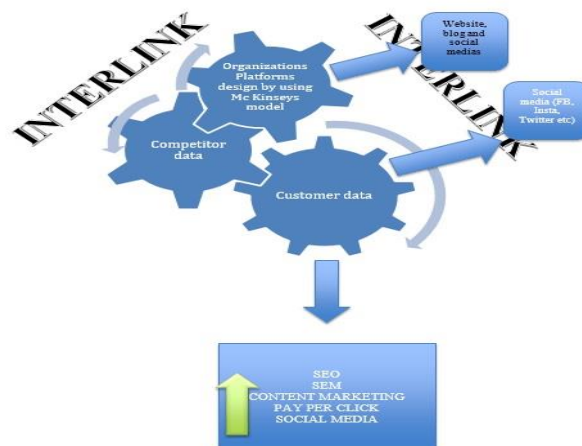 INTERLINK
Organizations
Platforms
design by using
Mc Kinseys
model
Website,
blog and
social
medias
INTERLINK
Social
media (FB,
Insta,
Twitter etc)
Competitor
data
Customer data
SEO
SEM
CONTENT MARKETING
PAY PER CLICK
SOCIAL MEDIA